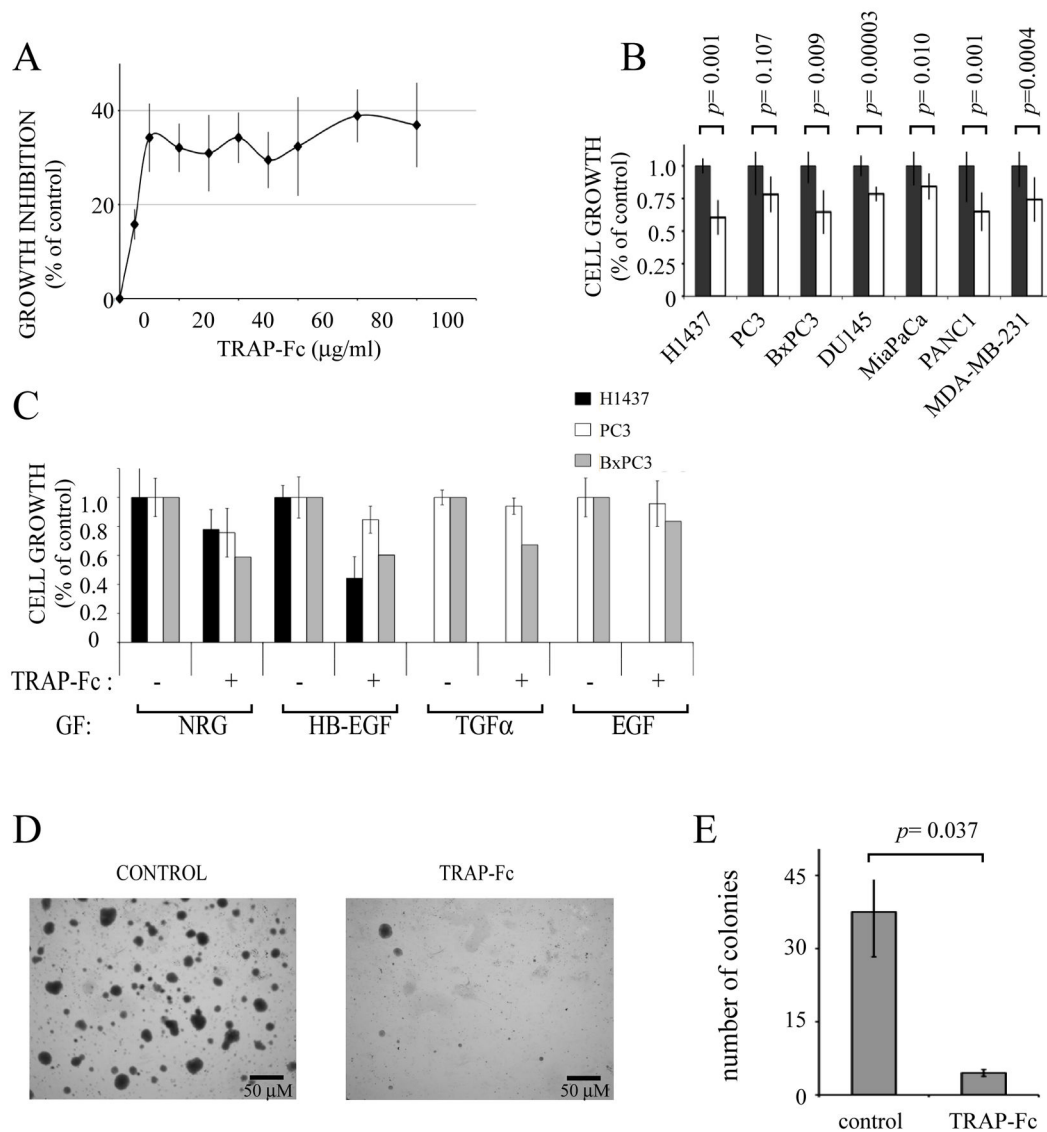 A
GROWTH INHIBITION
(% of control)
40
20
0
0 20 40 60 80 100
TRAP-Fc (μg/ml)
B
p= 0.001
p= 0.107
p= 0.009
p= 0.00003
p= 0.010
p= 0.001
p=0.0004
CELL GROWTH
(% of control)
1.0
0.75
0.5
0.25
0
H1437
PC3
BxPC3
DU145
MiaPaCa
PANC1
MDA-MB-231
C
H1437
PC3
BxPC3
CELL GROWTH
(% of control)
1.0
0.8
0.6
0.4
0.2
0
TRAP-Fc : - + - + - + - +
GF: NRG HB-EGF TGFα EGF
D
CONTROL
TRAP-Fc
50 μM
50 μM
E
p= 0.037
number of colonies
45
30
15
0
control TRAP-Fc